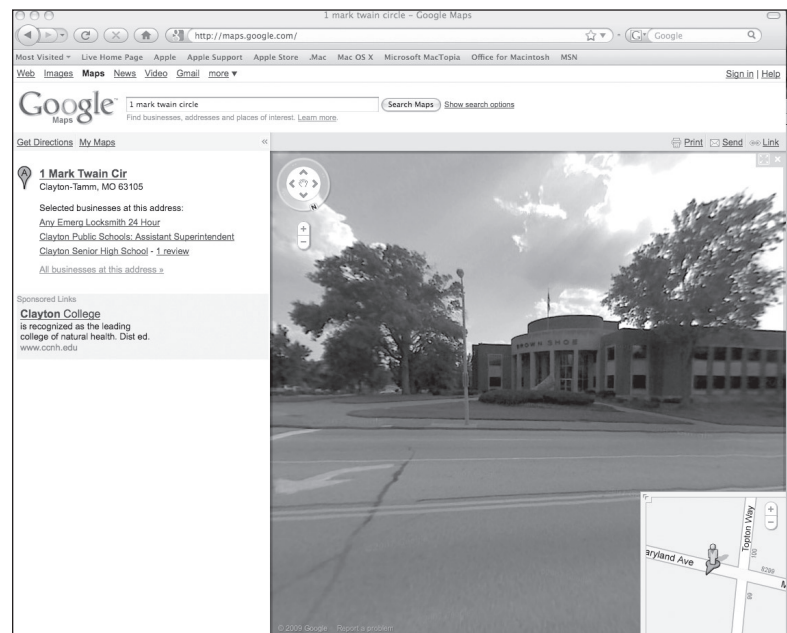 1 mark twain circle - Google Maps
http://maps.google.com/
Google
Most Visited Live Home Page Apple Apple Support Apple Store .Mac Mac OS X Microsoft MacTopia Office for Macintosh MSN
Web Images Maps News Video Gmail more ▼
Sign in | Help
Google™
Maps
1 mark twain circle
Search Maps
Show search options
Find businesses, addresses and places of interest. Learn more.
Get Directions My Maps
«
Print Send Link
A
1 Mark Twain Cir
Clayton-Tamm, MO 63105
Selected businesses at this address:
Any Emerg Locksmith 24 Hour
Clayton Public Schools: Assistant Superintendent
Clayton Senior High School - 1 review
All businesses at this address »
Sponsored Links
Clayton College
is recognized as the leading
college of natural health. Dist ed.
www.ccnh.edu
N
BROWN SHOE
Topton Way
100
aryland Ave
8200
M
© 2009 Google - Report a problem